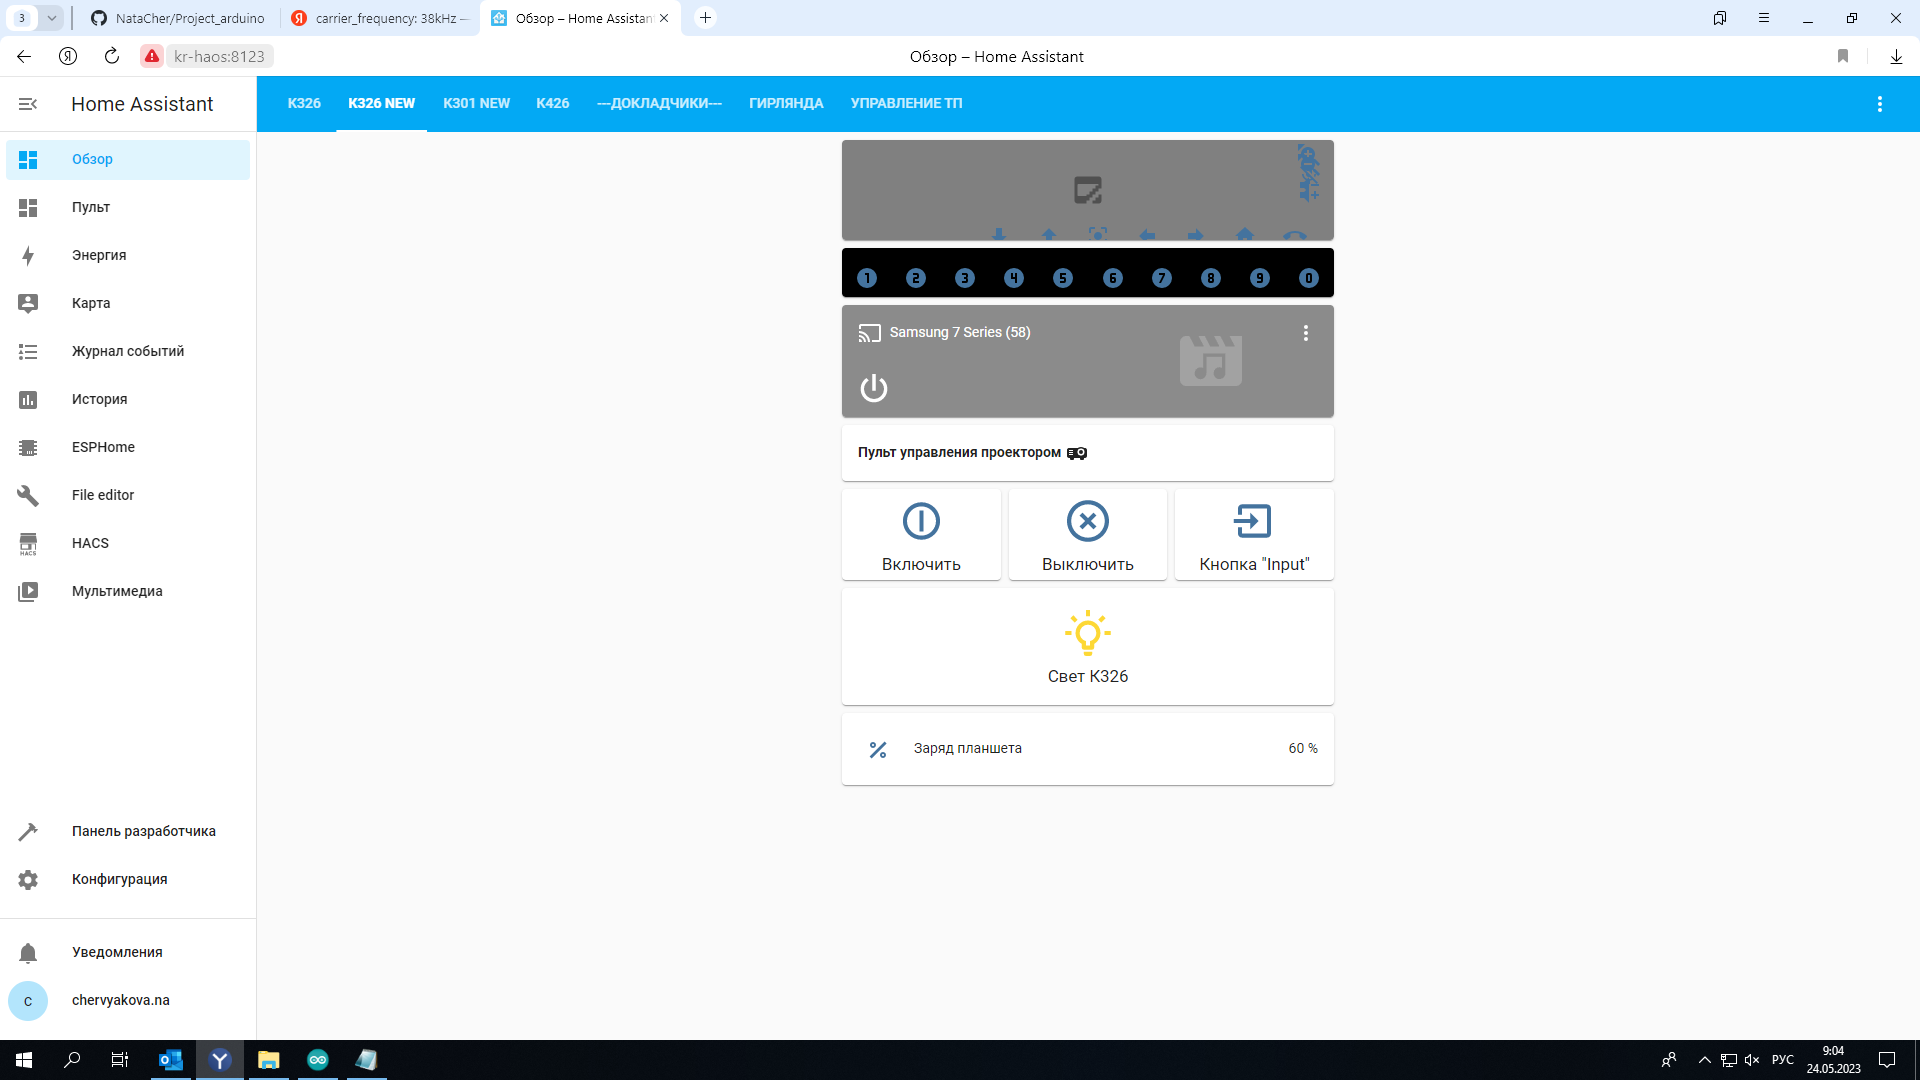 3
NataCher/Project_arduino
carrier_frequency: 38kHz —
Обзор – Home Assistan
kr-haos:8123
Обзор – Home Assistant
Home Assistant
K326
K326 NEW
K301 NEW
K426
---ДОКЛАДЧИКИ---
ГИРЛЯНДА
УПРАВЛЕНИЕ ТП
Обзор
Пульт
Энергия
Карта
Журнал событий
История
ESPHome
File editor
HACS
HACS
Мультимедиа
Панель разработчика
Конфигурация
Уведомления
C
chervyakova.na
1 2 3 4 5 6 7 8 9 0
Samsung 7 Series (58)
Пульт управления проектором
Включить
Выключить
Кнопка "Input"
Свет К326
Заряд планшета
60 %
РУС
9:04
24.05.2023